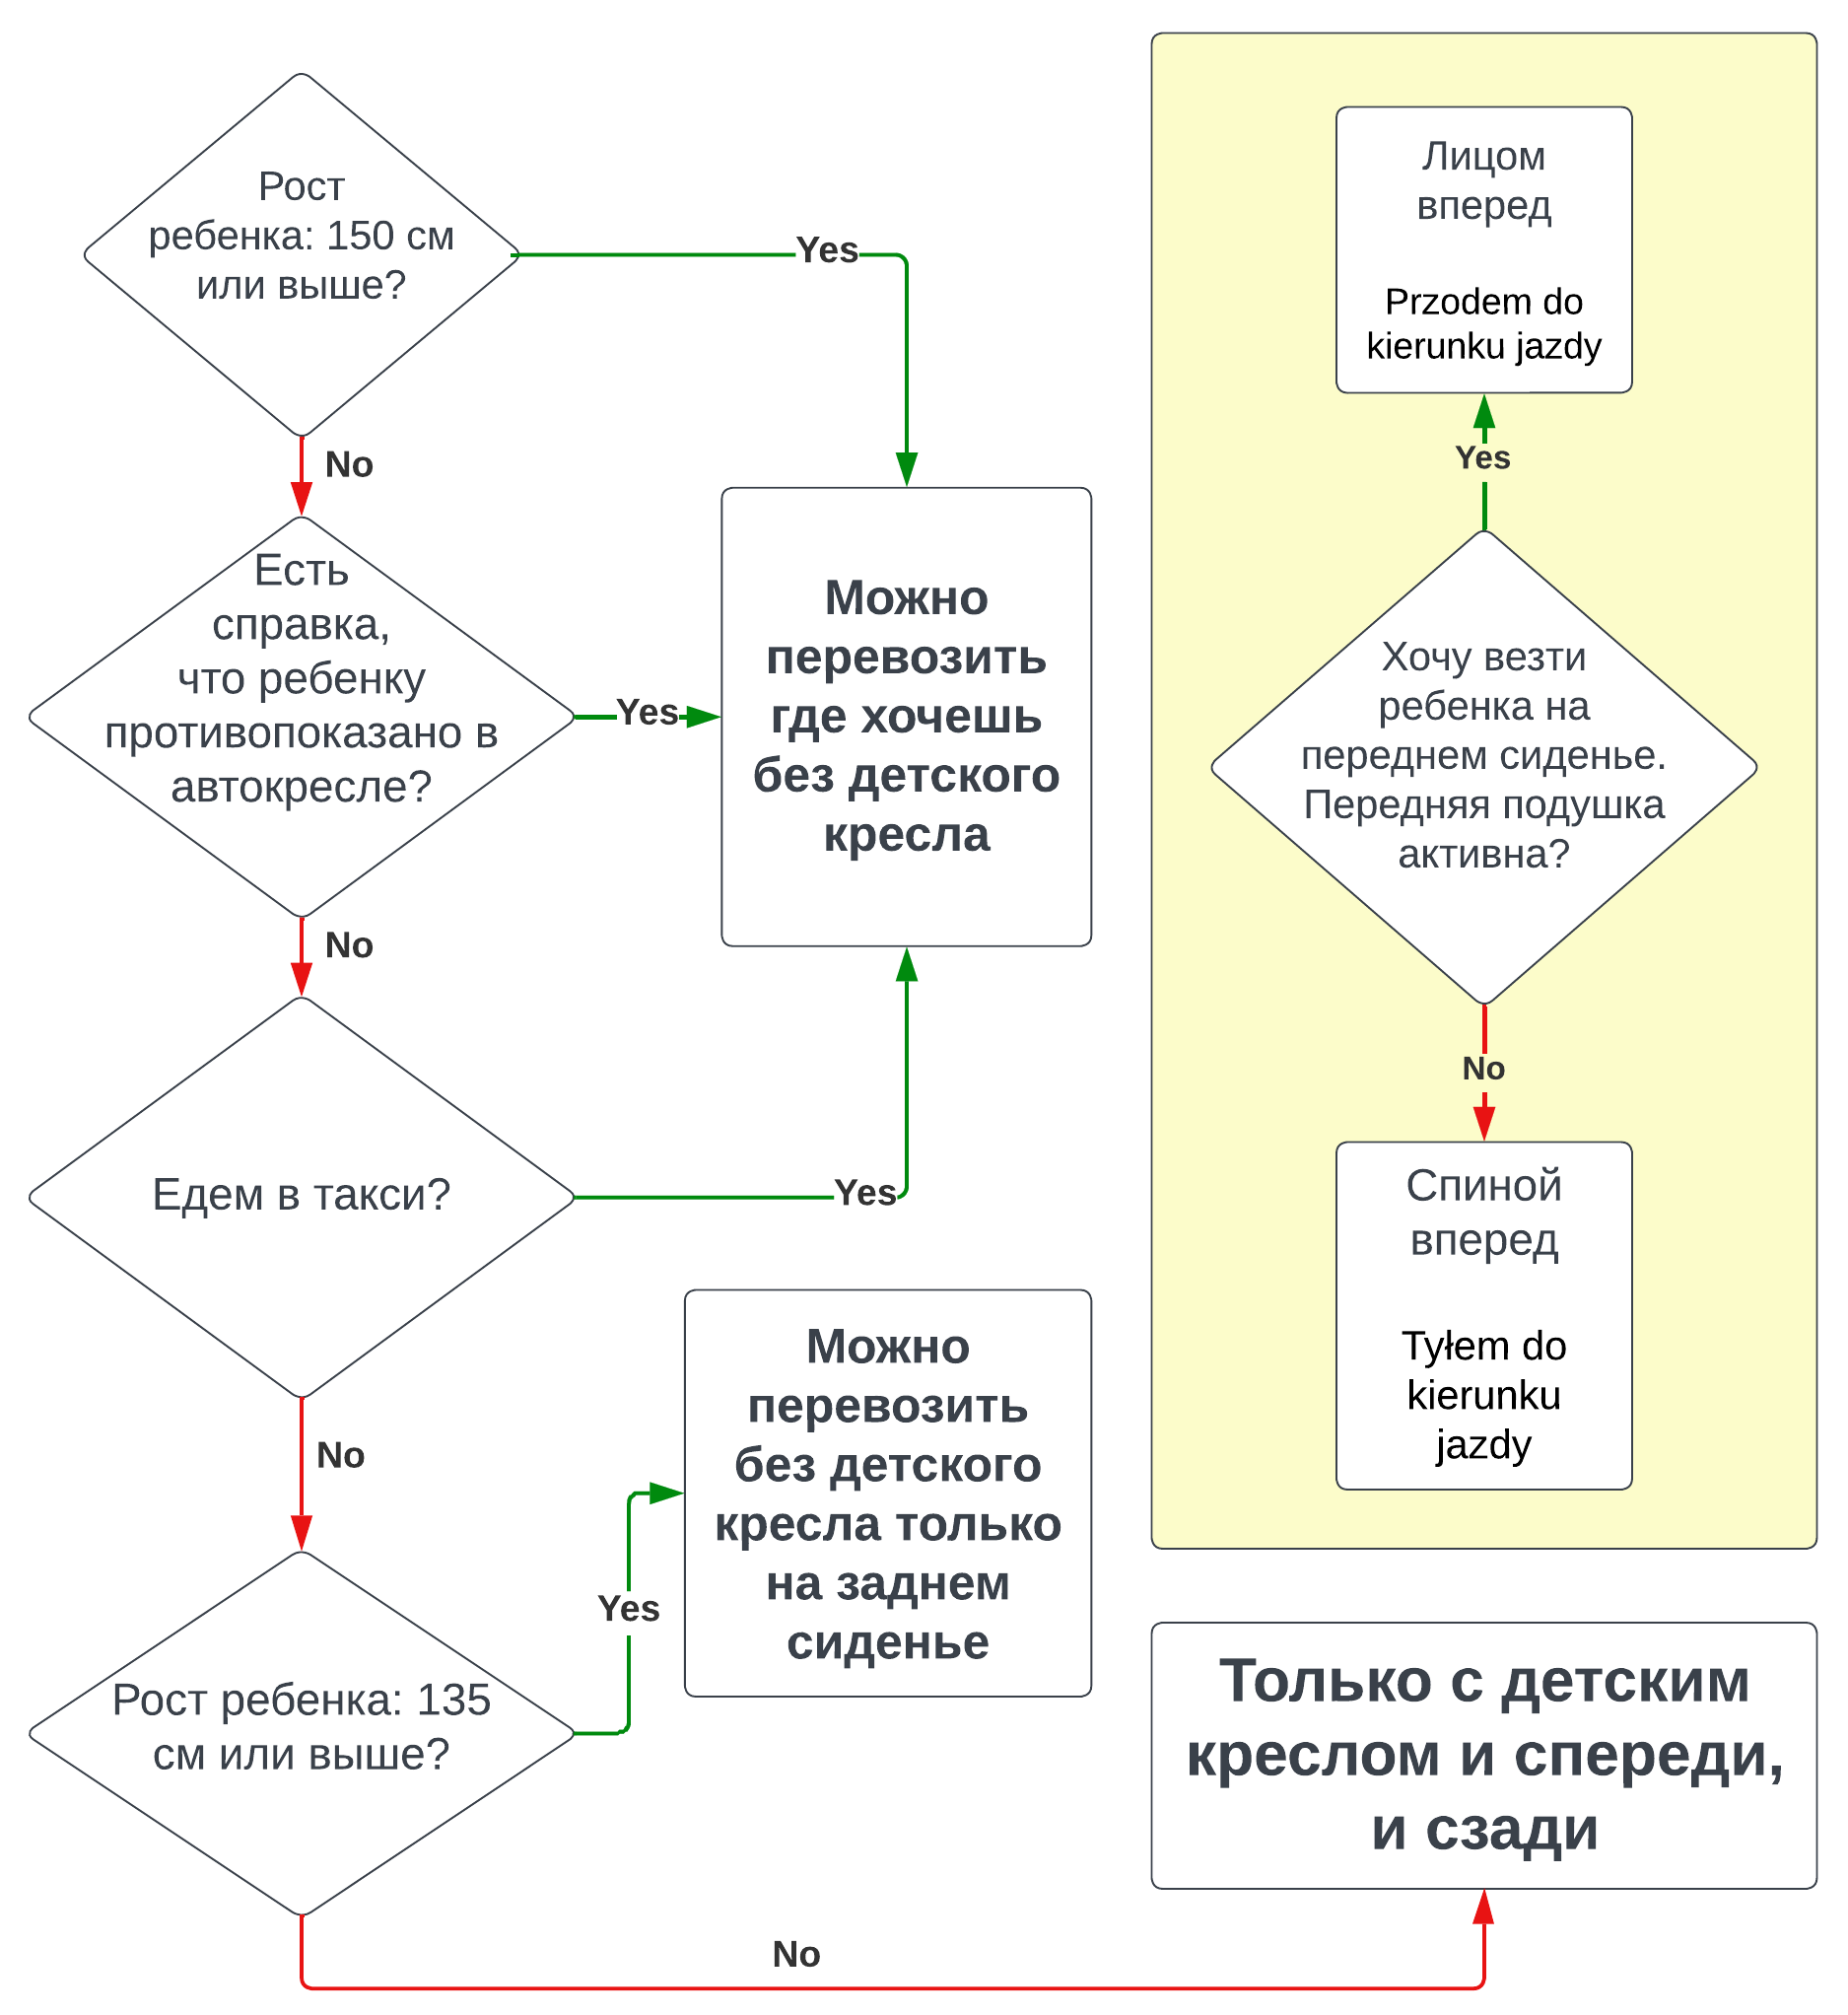 Рост
ребенка: 150 см
или выше?
Yes
No
Есть
справка,
что ребенку
противопоказано в
автокресле?
Yes
No
Можно
перевозить
где хочешь
без детского
кресла
Едем в такси?
Yes
No
Рост ребенка: 135
см или выше?
Yes
No
Можно
перевозить
без детского
кресла только
на заднем
сиденье
Лицом
вперед
Przodem do
kierunku jazdy
Yes
Хочу везти
ребенка на
переднем сиденье.
Передняя подушка
активна?
No
Спиной
вперед
Tyłem do
kierunku
jazdy
Только с детским
креслом и спереди,
и сзади